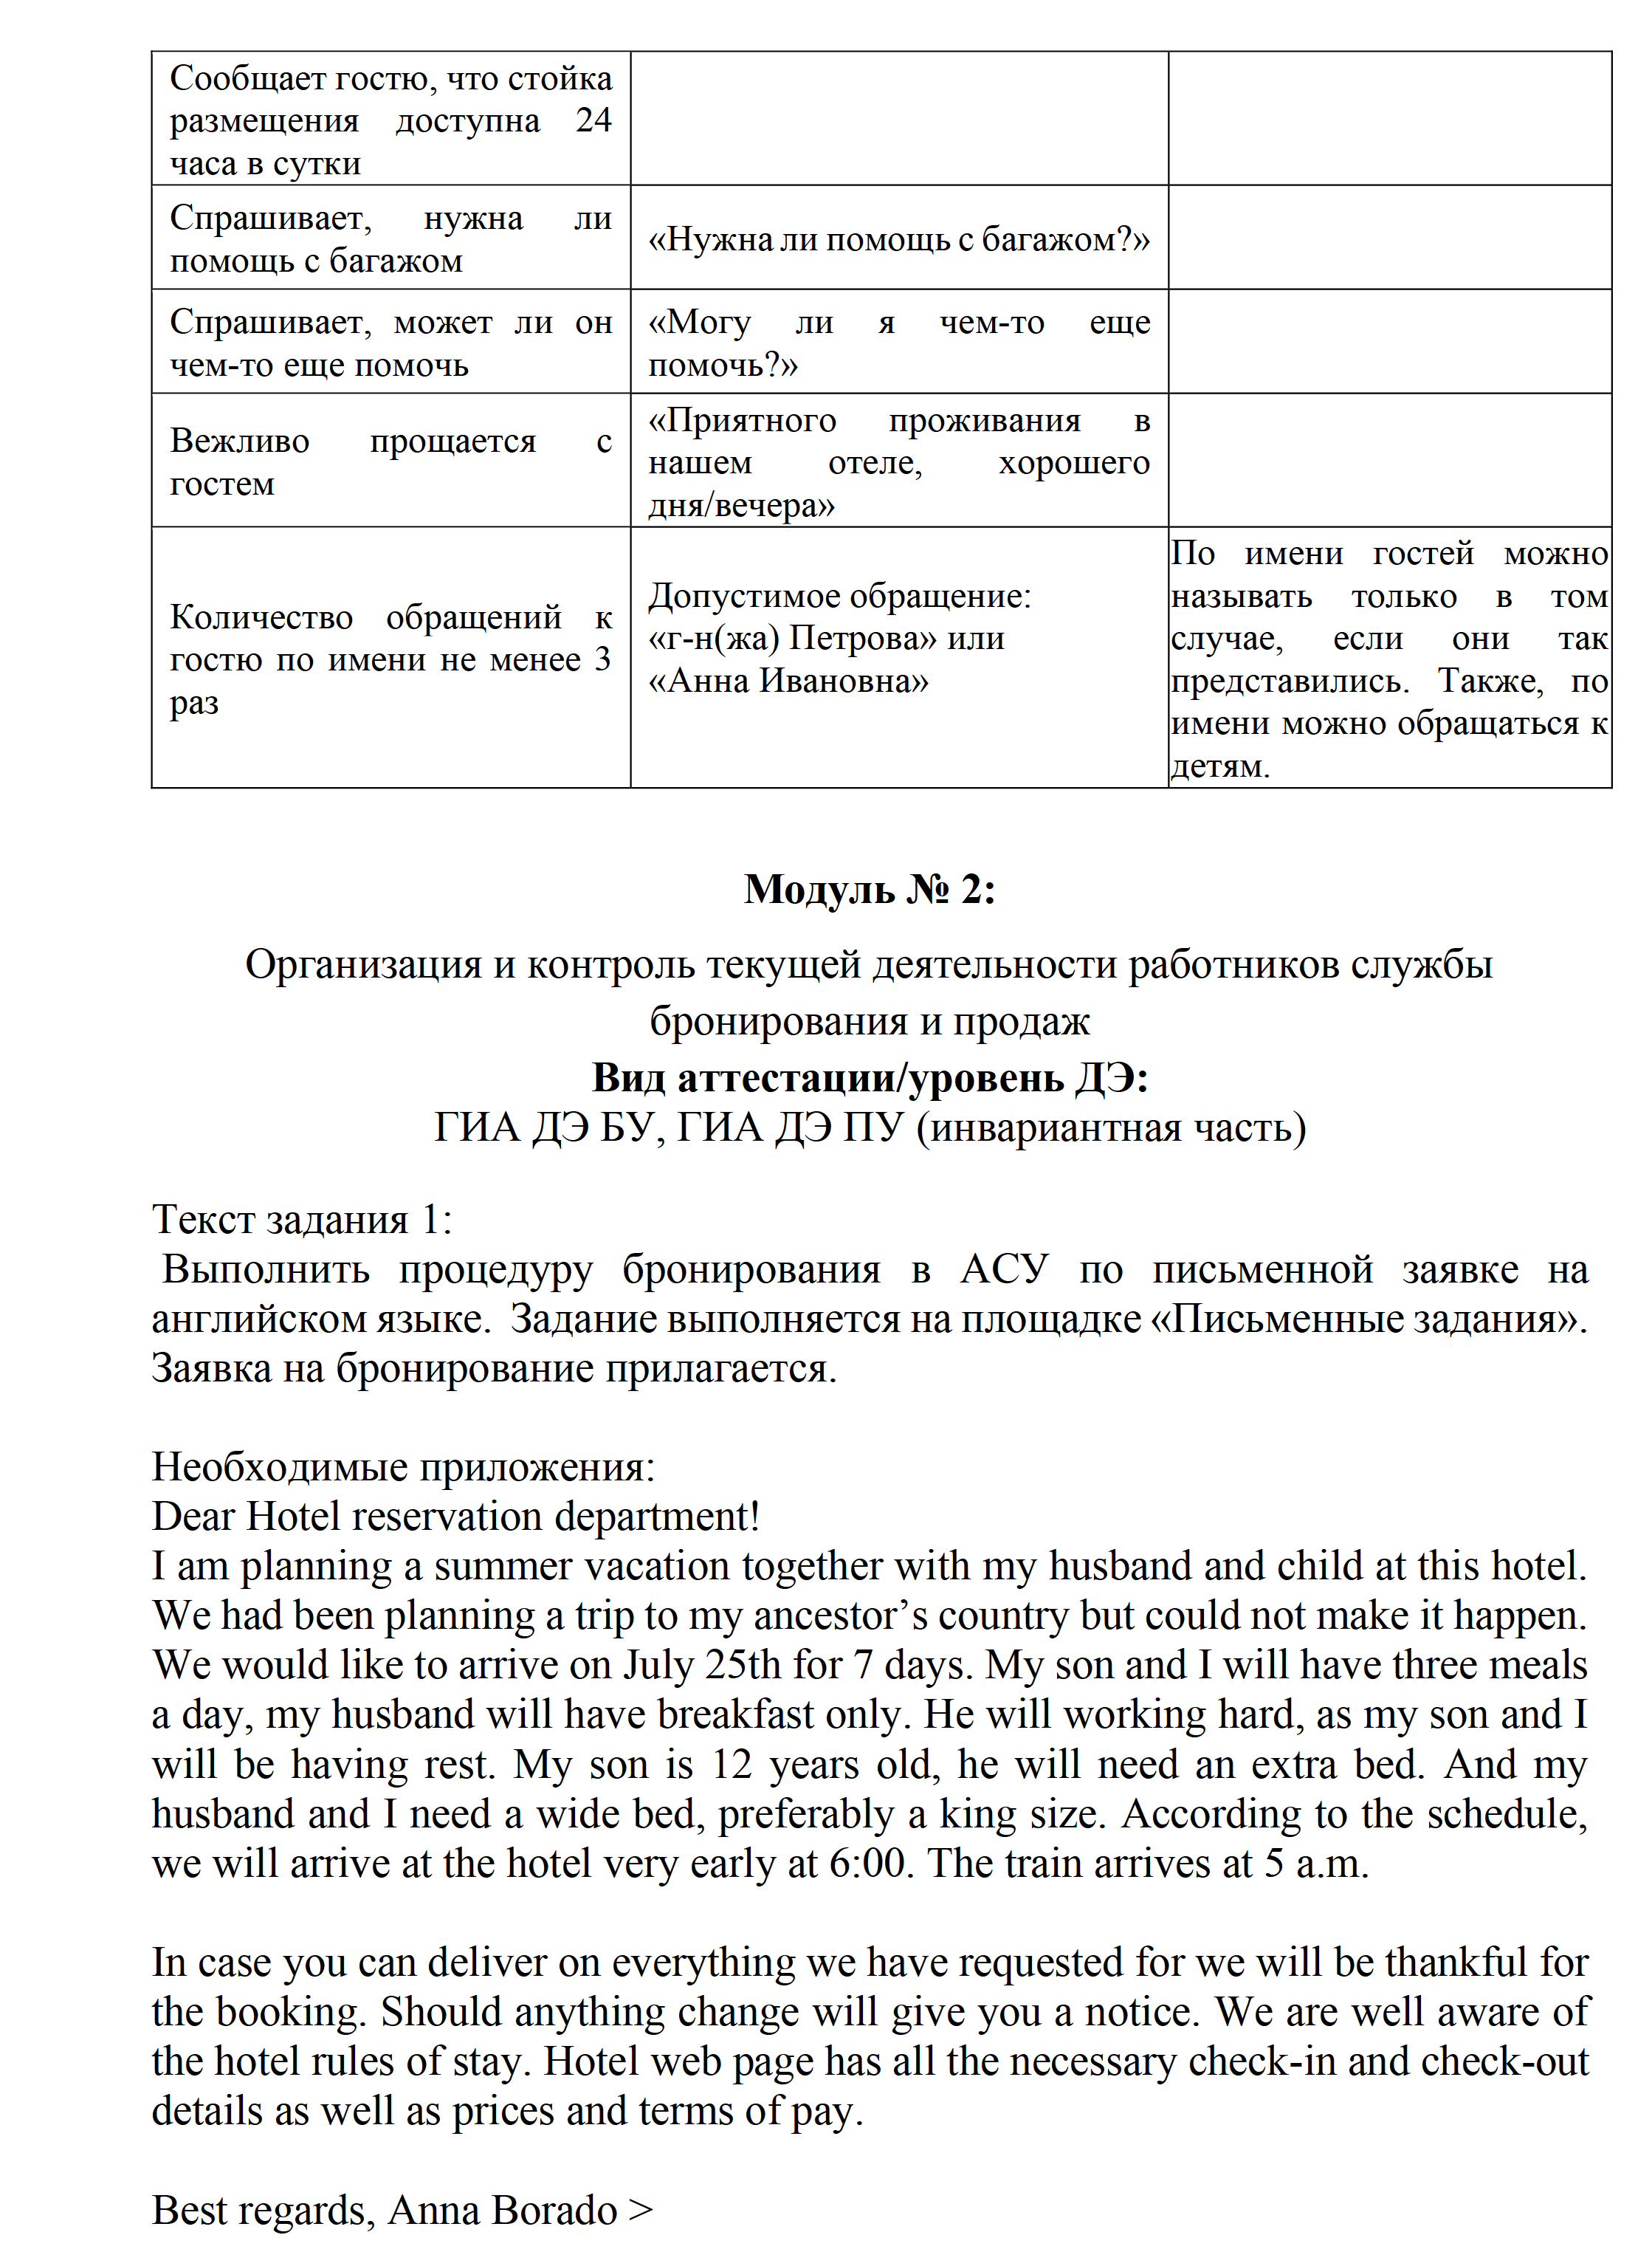 Сообщает гостю, что стойка
размещения доступна 24
часа в сутки
Спрашивает, нужна ли
помощь с багажом
«Нужна ли помощь с багажом?»
Спрашивает, может ли он
чем-то еще помочь
«Могу ли я чем-то еще
помочь?»
Вежливо прощается с
гостем
«Приятного проживания в
нашем отеле, хорошего
дня/вечера»
Количество обращений к
гостю по имени не менее 3
раз
Допустимое обращение:
«г-н(жа) Петрова» или
«Анна Ивановна»
По имени гостей можно
называть только в том
случае, если они так
представились. Также, по
имени можно обращаться к
детям.
Модуль № 2:
Организация и контроль текущей деятельности работников службы
бронирования и продаж
Вид аттестации/уровень ДЭ:
ГИА ДЭ БУ, ГИА ДЭ ПУ (инвариантная часть)
Текст задания 1:
Выполнить процедуру бронирования в АСУ по письменной заявке на
английском языке. Задание выполняется на площадке «Письменные задания».
Заявка на бронирование прилагается.
Необходимые приложения:
Dear Hotel reservation department!
I am planning a summer vacation together with my husband and child at this hotel.
We had been planning a trip to my ancestor’s country but could not make it happen.
We would like to arrive on July 25th for 7 days. My son and I will have three meals
a day, my husband will have breakfast only. He will working hard, as my son and I
will be having rest. My son is 12 years old, he will need an extra bed. And my
husband and I need a wide bed, preferably a king size. According to the schedule,
we will arrive at the hotel very early at 6:00. The train arrives at 5 a.m.
In case you can deliver on everything we have requested for we will be thankful for
the booking. Should anything change will give you a notice. We are well aware of
the hotel rules of stay. Hotel web page has all the necessary check-in and check-out
details as well as prices and terms of pay.
Best regards, Anna Borado >